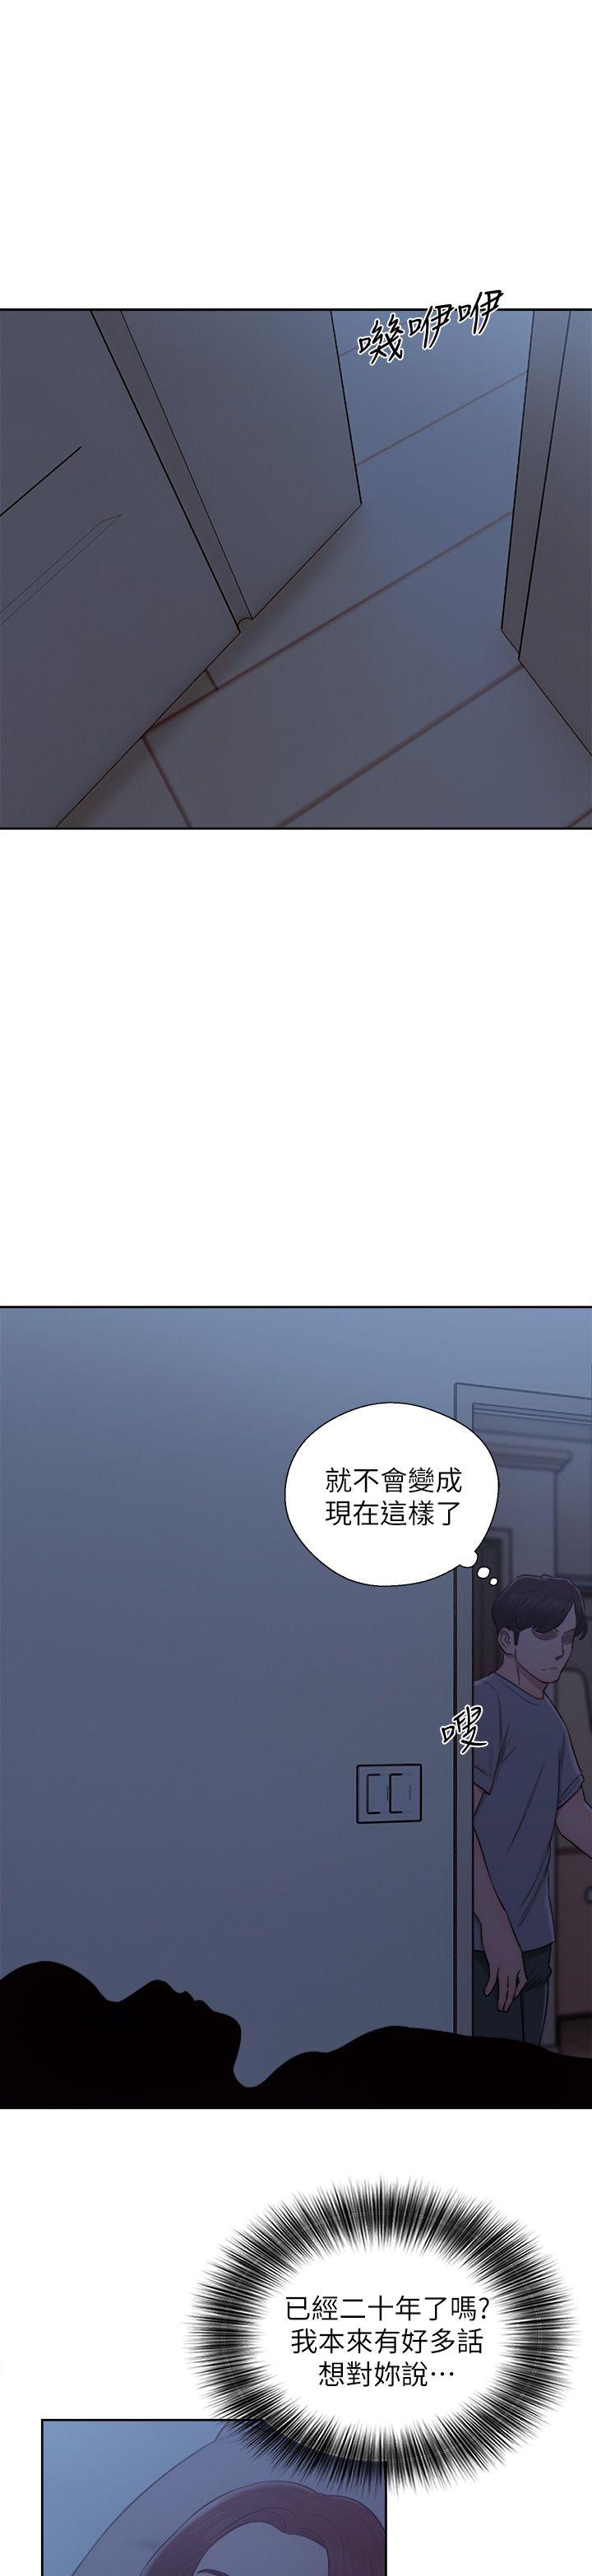 嘰咿咿
就不會變成
現在這樣了
嗖
已經二十年了嗎?
我本來有好多話
想對妳說⋯